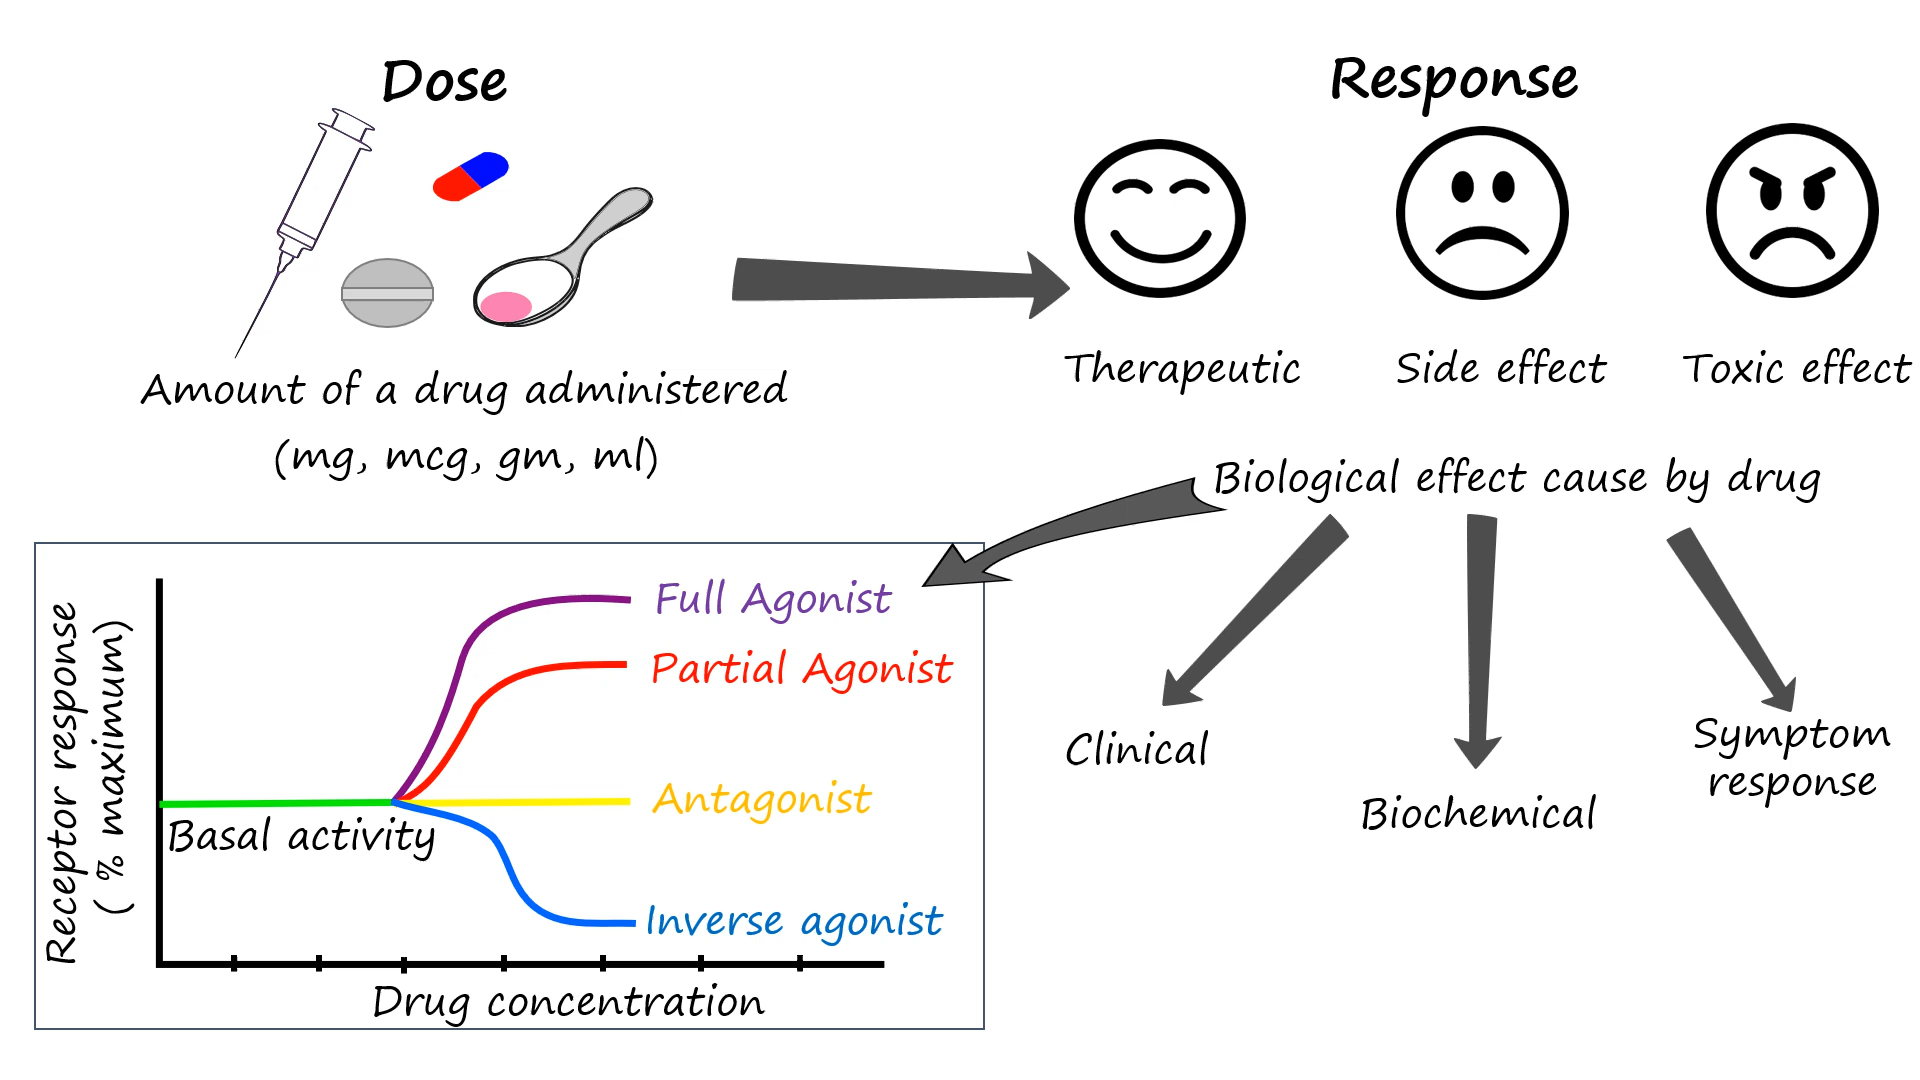 Dose
Amount of a drug administered
(mg, mcg, gm, ml)
Response
Therapeutic
Side effect
Toxic effect
Biological effect cause by drug
Clinical
Biochemical
Symptom
response
Receptor response
( % maximum)
Full Agonist
Partial Agonist
Antagonist
Basal activity
Inverse agonist
Drug concentration